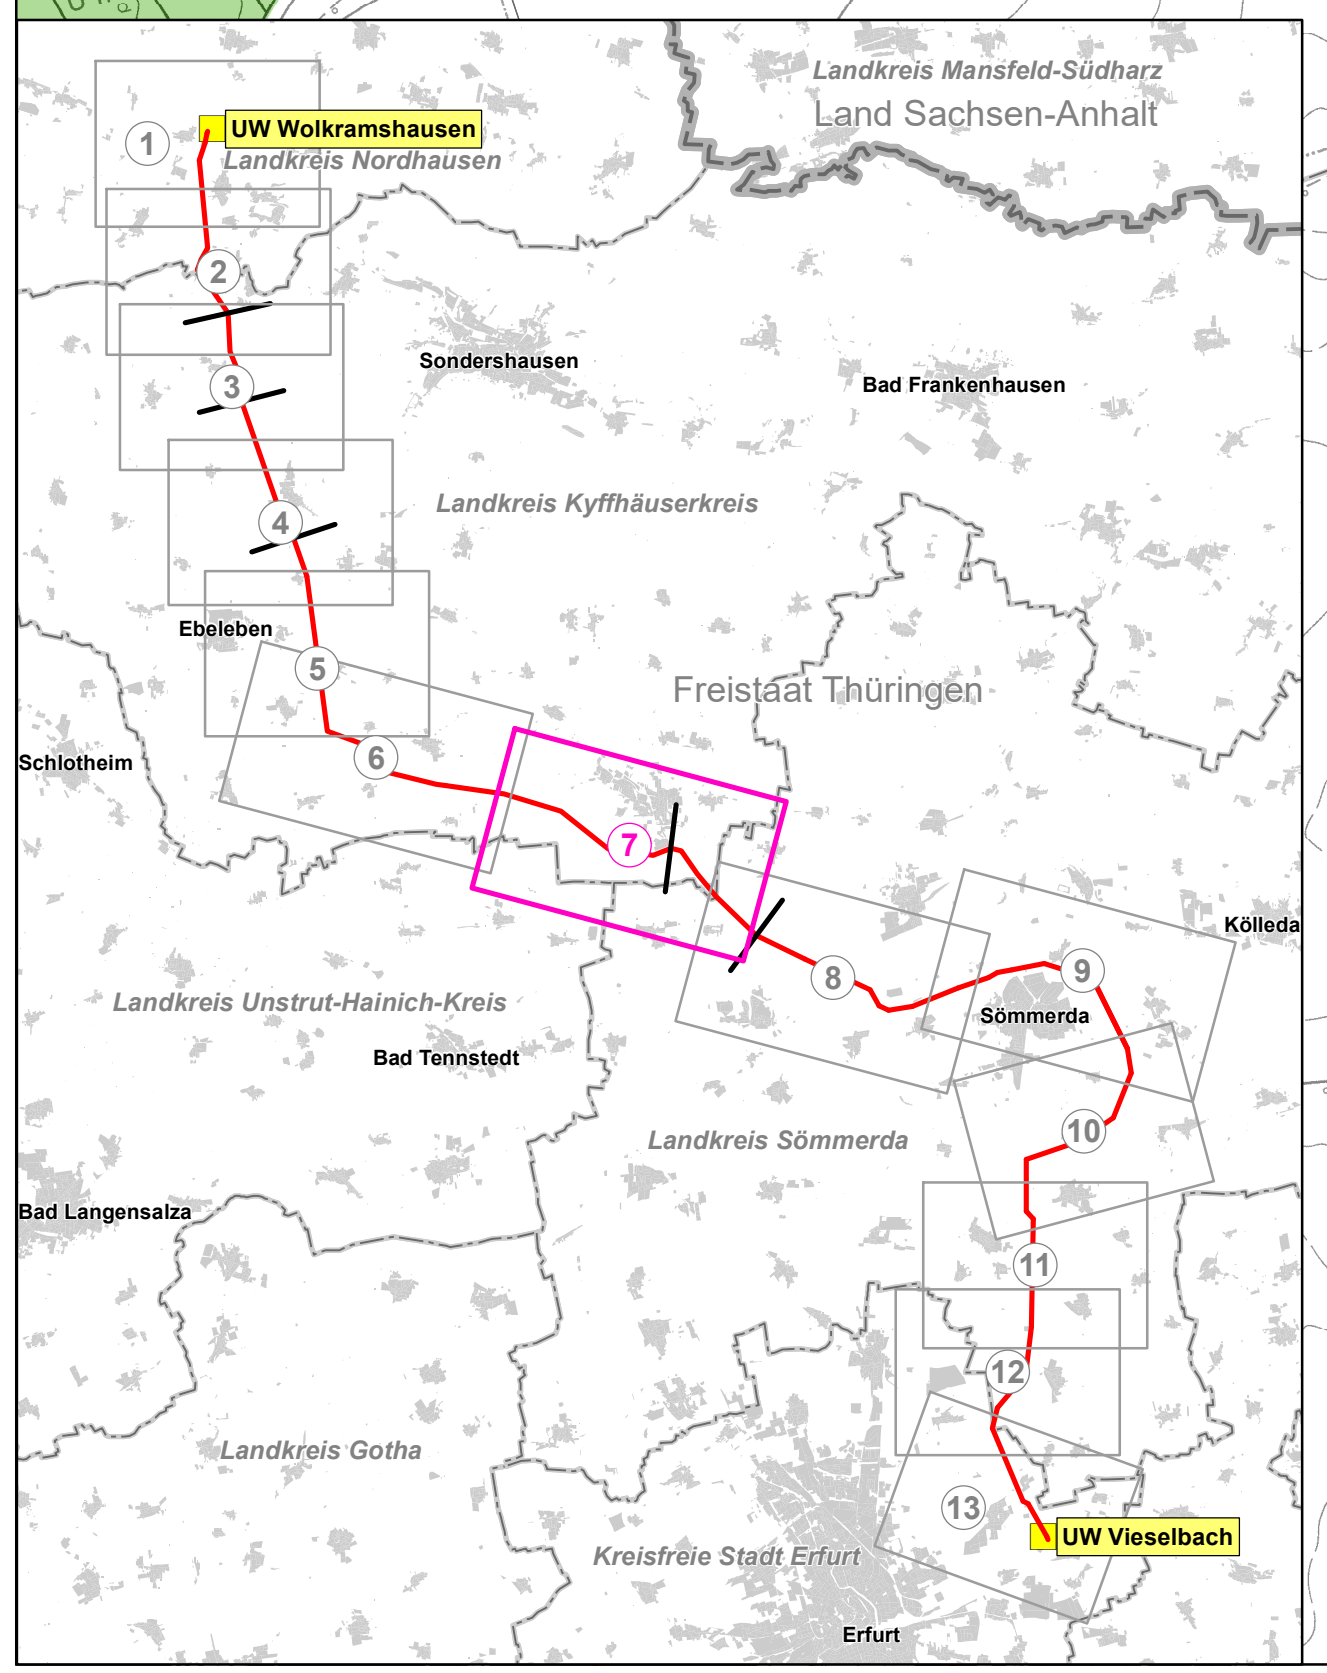 Landkreis Mansfeld-Südharz
Land Sachsen-Anhalt
1
UW Wolkramshausen
Landkreis Nordhausen
2
Sondershausen
3
Bad Frankenhausen
Landkreis Kyffhäuserkreis
4
Ebeleben
5
Freistaat Thüringen
Schlotheim
6
7
Kölleda
8
9
Landkreis Unstrut-Hainich-Kreis
Sömmerda
Bad Tennstedt
10
Landkreis Sömmerda
Bad Langensalza
11
12
Landkreis Gotha
13
UW Vieselbach
Kreisfreie Stadt Erfurt
Erfurt